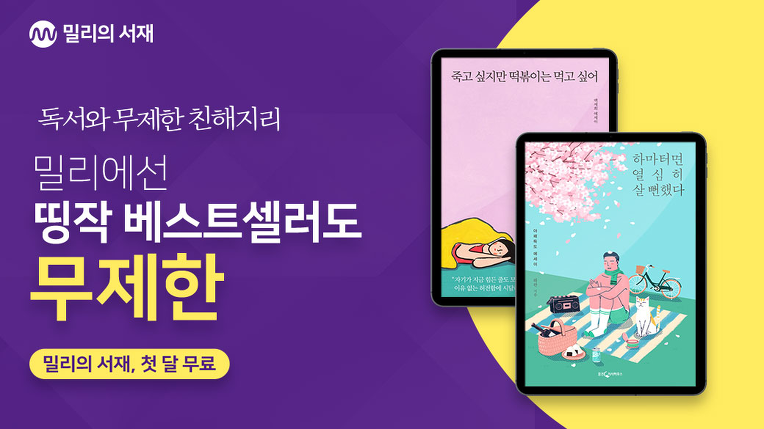 밀리의 서재
독서와 무제한 친해지리
밀리에선
띵작 베스트셀러도
무제한
밀리의 서재, 첫 달 무료
죽고 싶지만 떡볶이는 먹고 싶어
하마터면
열심히
살 뻔했다